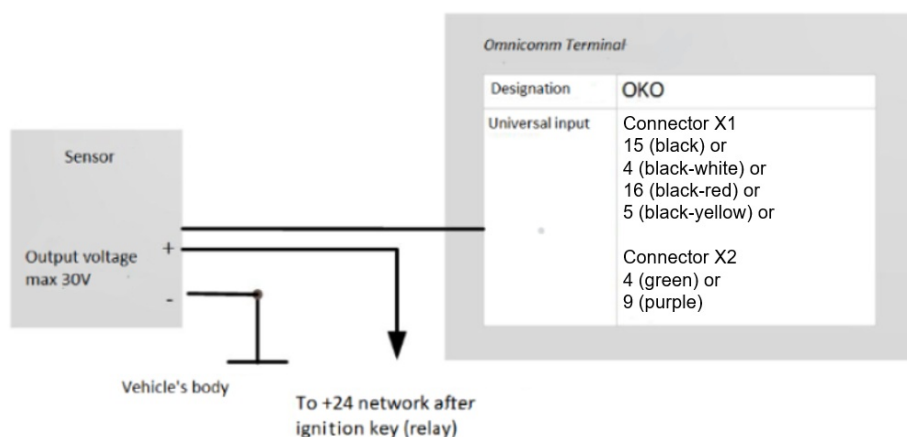 Omnicomm Terminal
Designation
OKO
Universal input
Connector X1
15 (black) or
4 (black-white) or
16 (black-red) or
5 (black-yellow) or
Connector X2
4 (green) or
9 (purple)
Sensor
Output voltage
max 30V
+
-
Vehicle's body
To +24 network after
ignition key (relay)